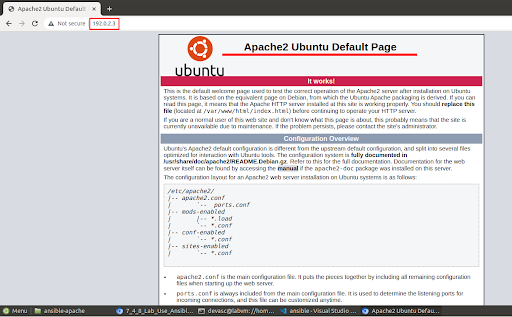 Apache2 Ubuntu Default P
Not secure 192.0.2.3
ubuntu
Apache2 Ubuntu Default Page
It works!
This is the default welcome page used to test the correct operation of the Apache2 server after installation on Ubuntu
systems. It is based on the equivalent page on Debian, from which the Ubuntu Apache packaging is derived. If you can
read this page, it means that the Apache HTTP server installed at this site is working properly. You should replace this
file (located at /var/www/html/index.html) before continuing to operate your HTTP server.
If you are a normal user of this web site and don't know what this page is about, this probably means that the site is
currently unavailable due to maintenance. If the problem persists, please contact the site's administrator.
Configuration Overview
Ubuntu's Apache2 default configuration is different from the upstream default configuration, and split into several files
optimized for interaction with Ubuntu tools. The configuration system is fully documented in
/usr/share/doc/apache2/README.Debian.gz. Refer to this for the full documentation. Documentation for the web
server itself can be found by accessing the manual if the apache2-doc package was installed on this server.
The configuration layout for an Apache2 web server installation on Ubuntu systems is as follows:
/etc/apache2/
|-- apache2.conf
| `-- ports.conf
|-- mods-enabled
| |-- *.load
| `-- *.conf
|-- conf-enabled
| `-- *.conf
|-- sites-enabled
| `-- *.conf
• apache2.conf is the main configuration file. It puts the pieces together by including all remaining configuration
files when starting up the web server.
• ports.conf is always included from the main configuration file. It is used to determine the listening ports for
incoming connections, and this file can be customized anytime.
Menu ansible-apache 7_4_8_Lab_Use_Ansibl... devasc@labvm: //hom... ansible - Visual Studio ... Apache2 Ubuntu Defau...